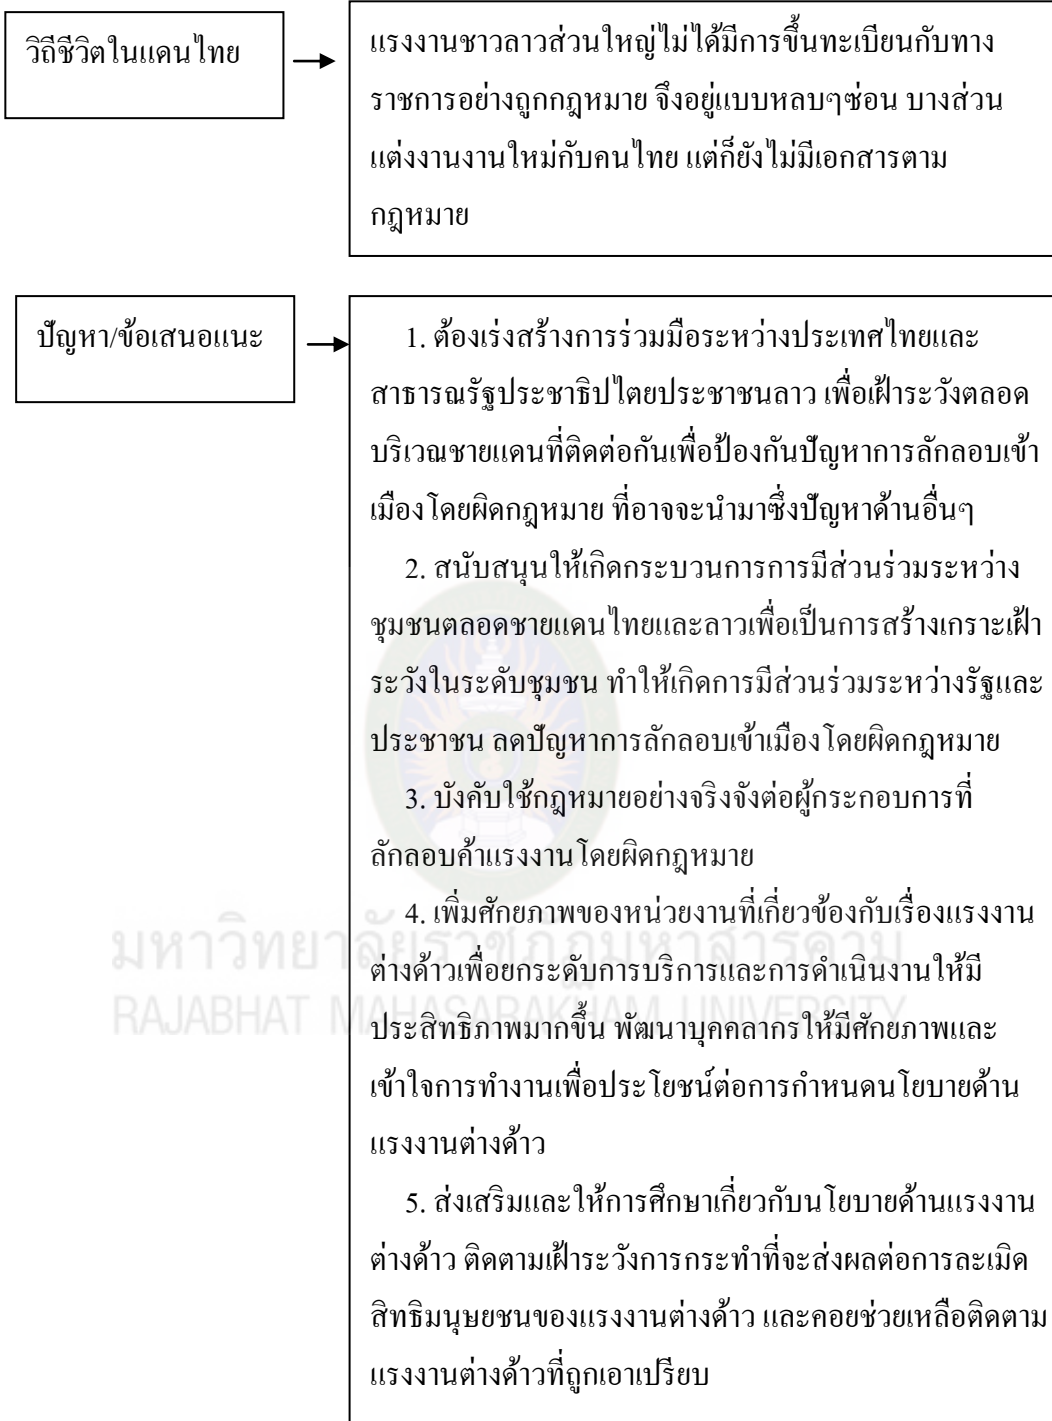 วิถีชีวิตในแดนไทย
แรงงานชาวลาวส่วนใหญ่ไม่ได้มีการขึ้นทะเบียนกับทาง
ราชการอย่างถูกกฎหมาย จึงอยู่แบบหลบๆซ่อน บางส่วน
แต่งงานงานใหม่กับคนไทย แต่ก็ยังไม่มีเอกสารตาม
กฎหมาย
ปัญหา/ข้อเสนอแนะ
1. ต้องเร่งสร้างการร่วมมือระหว่างประเทศไทยและ
สาธารณรัฐประชาธิปไตยประชาชนลาว เพื่อเฝ้าระวังตลอด
บริเวณชายแดนที่ติดต่อกันเพื่อป้องกันปัญหาการลักลอบเข้า
เมืองโดยผิดกฎหมาย ที่อาจจะนำมาซึ่งปัญหาด้านอื่นๆ
2. สนับสนุนให้เกิดกระบวนการการมีส่วนร่วมระหว่าง
ชุมชนตลอดชายแดนไทยและลาวเพื่อเป็นการสร้างเกราะเฝ้า
ระวังในระดับชุมชน ทำให้เกิดการมีส่วนร่วมระหว่างรัฐและ
ประชาชน ลดปัญหาการลักลอบเข้าเมืองโดยผิดกฎหมาย
3. บังคับใช้กฎหมายอย่างจริงจังต่อผู้กระกอบการที่
ลักลอบค้าแรงงานโดยผิดกฎหมาย
4. เพิ่มศักยภาพของหน่วยงานที่เกี่ยวข้องกับเรื่องแรงงาน
ต่างด้าวเพื่อยกระดับการบริการและการดำเนินงานให้มี
ประสิทธิภาพมากขึ้น พัฒนาบุคคลากรให้มีศักยภาพและ
เข้าใจการทำงานเพื่อประโยชน์ต่อการกำหนดนโยบายด้าน
แรงงานต่างด้าว
5. ส่งเสริมและให้การศึกษาเกี่ยวกับนโยบายด้านแรงงาน
ต่างด้าว ติดตามเฝ้าระวังการกระทำที่จะส่งผลต่อการละเมิด
สิทธิมนุษยชนของแรงงานต่างด้าว และคอยช่วยเหลือติดตาม
แรงงานต่างด้าวที่ถูกเอาเปรียบ
มหาวิทยาลัยราชภัฏมหาสารคาม
RAJABHAT MAHASARAKHAM UNIVERSITY